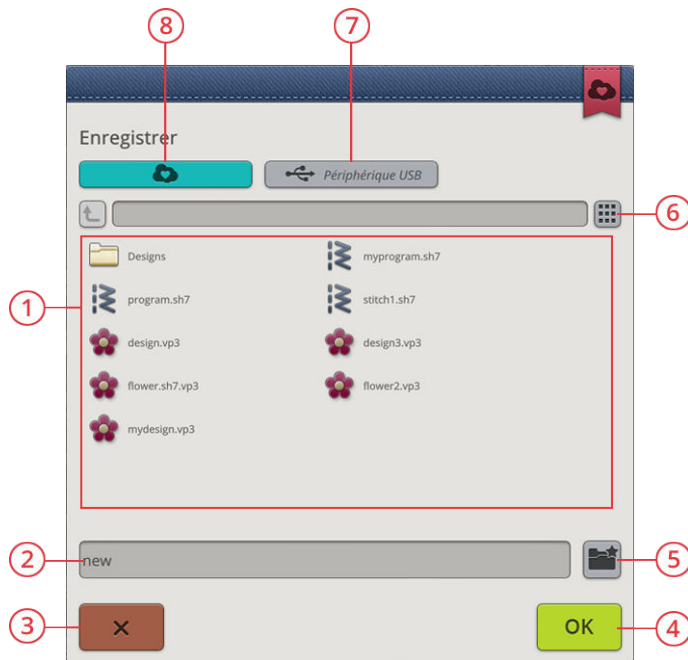 8 7
Enregistrer
Périphérique USB
6
Designs myprogram.sh7
1
program.sh7 stitch1.sh7
design.vp3 design3.vp3
flower.sh7.vp3 flower2.vp3
mydesign.vp3
2 new 5
3 OK 4